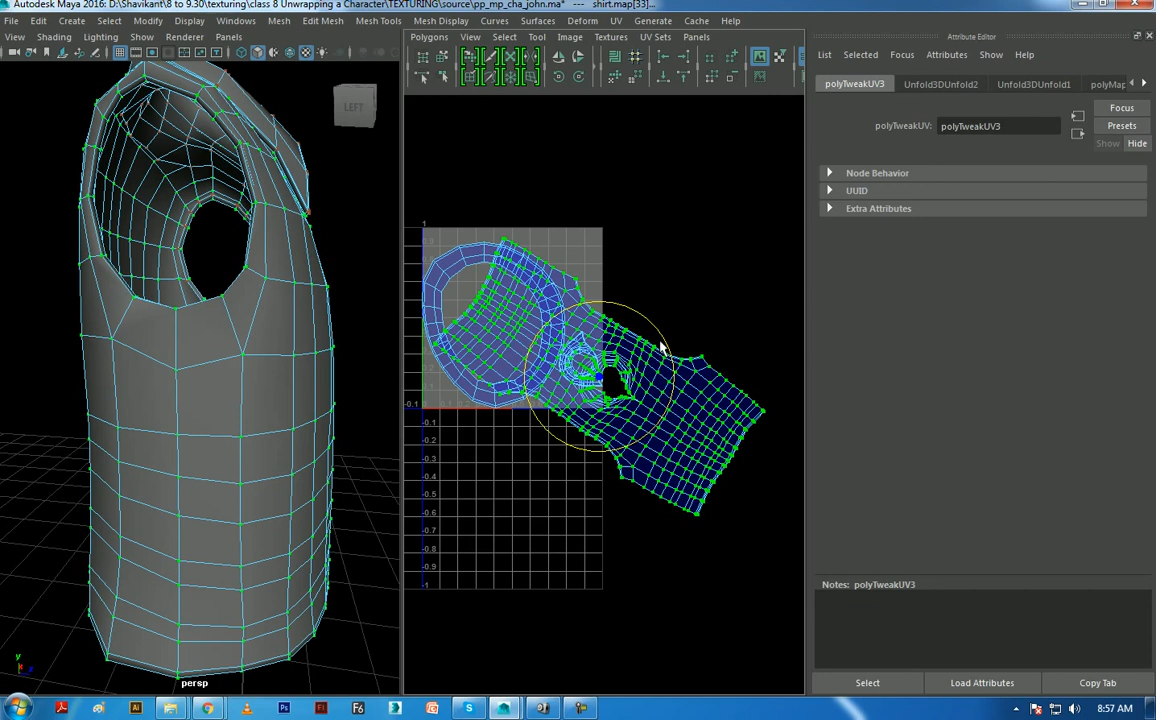 Autodesk Maya 2016: D:\Shavikant\8 to 9.30\texturing\class 8 Unwrapping a Character\TEXTURING\source\pp_mp_cha_john.ma* --- shirt.map[33]...
File Edit Create Select Modify Display Windows Mesh Edit Mesh Mesh Tools Mesh Display Curves Surfaces Deform UV Generate Cache Help
View Shading Lighting Show Renderer Panels
Polygons View Select Tool Image Textures UV Sets Panels
Attribute Editor
List Selected Focus Attributes Show Help
polyTweakUV3 Unfold3DUnfold2 Unfold3DUnfold1 polyMap
polyTweakUV: polyTweakUV3
Focus
Presets
Show Hide
Node Behavior
UUID
Extra Attributes
LEFT
1
-0.1
-0.1
-0.2
-0.3
-0.4
-0.5
-0.6
-0.7
-0.8
-0.9
-1
persp
Notes: polyTweakUV3
Select Load Attributes Copy Tab
8:57 AM